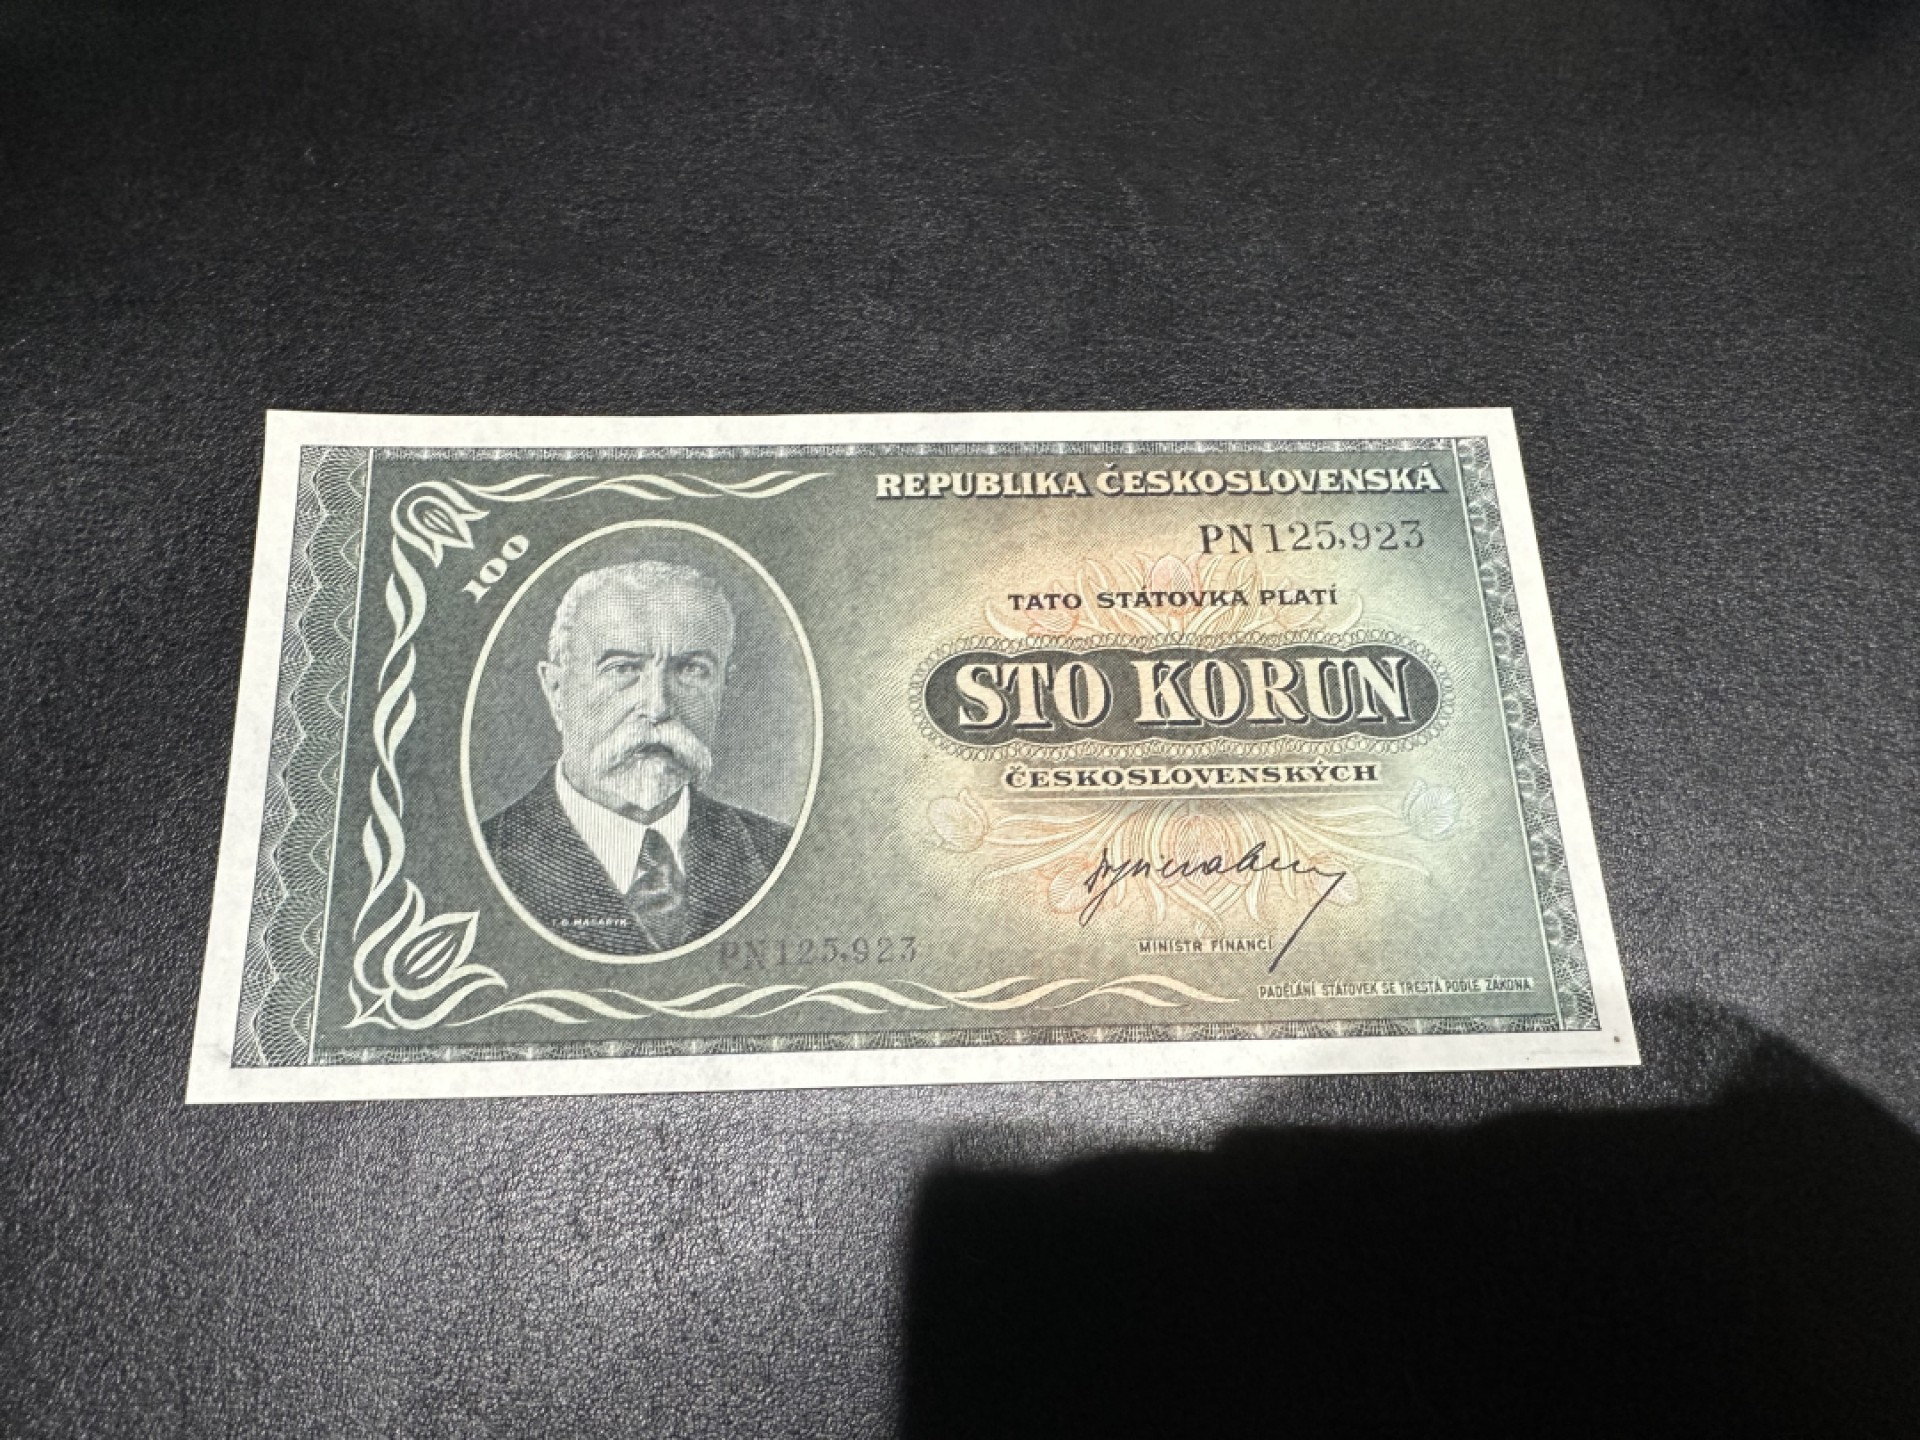 REPUBLIKA ČESKOSLOVENSKÁ
PN125,923
100
TATO STÁTOVKA PLATÍ
STO KORUN
ČESKOSLOVENSKÝCH
T.G. MASARYK
PN125,923
MINISTR FINANCÍ
PADĚLÁNÍ STÁTOVEK SE TRESTÁ PODLE ZÁKONA